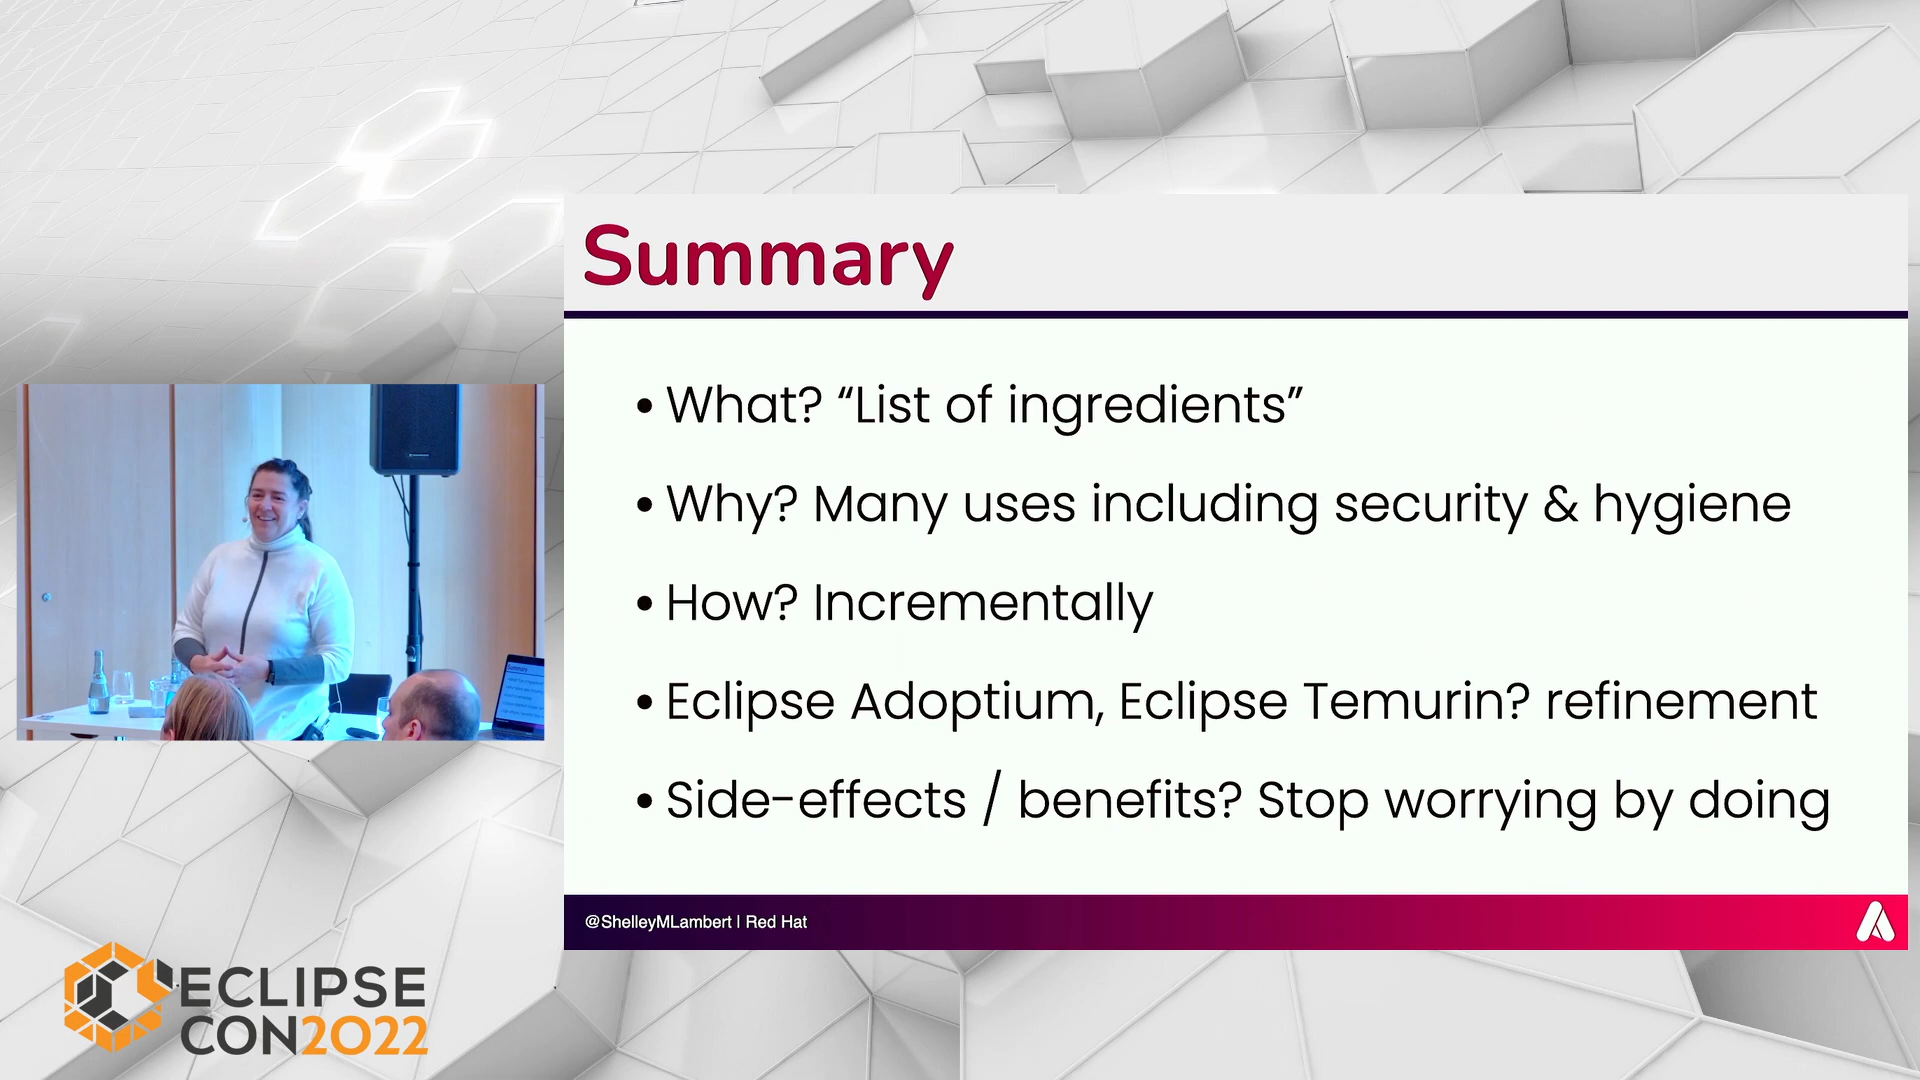 Summary
• What? “List of ingredients”
• Why? Many uses including security & hygiene
• How? Incrementally
• Eclipse Adoptium, Eclipse Temurin? refinement
• Side-effects / benefits? Stop worrying by doing
@ShelleyMLambert | Red Hat
Summary
ECLIPSE
CON2022